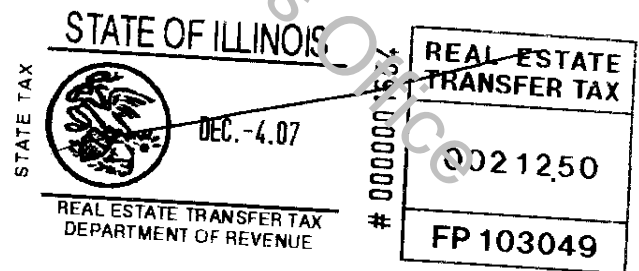 STATE OF ILLINOIS
STATE TAX
DEC.-4.07
REAL ESTATE TRANSFER TAX
DEPARTMENT OF REVENUE
#
REAL ESTATE
TRANSFER TAX
0021250
FP 103049
s Office